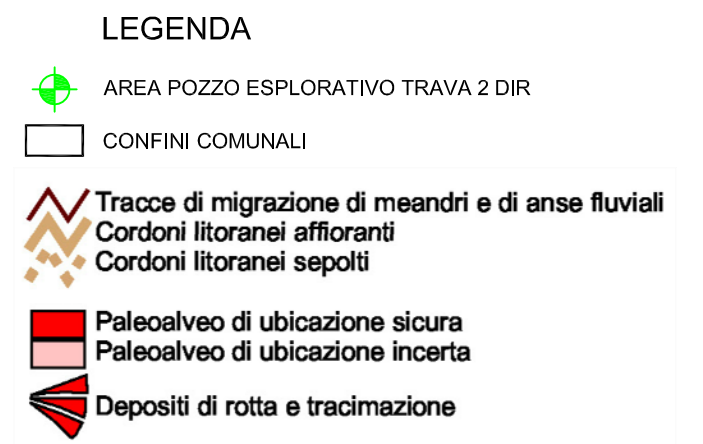 LEGENDA
AREA POZZO ESPLORATIVO TRAVA 2 DIR
CONFINI COMUNALI
Tracce di migrazione di meandri e di anse fluviali
Cordoni litoranei affioranti
Cordoni litoranei sepolti
Paleoalveo di ubicazione sicura
Paleoalveo di ubicazione incerta
Depositi di rotta e tracimazione